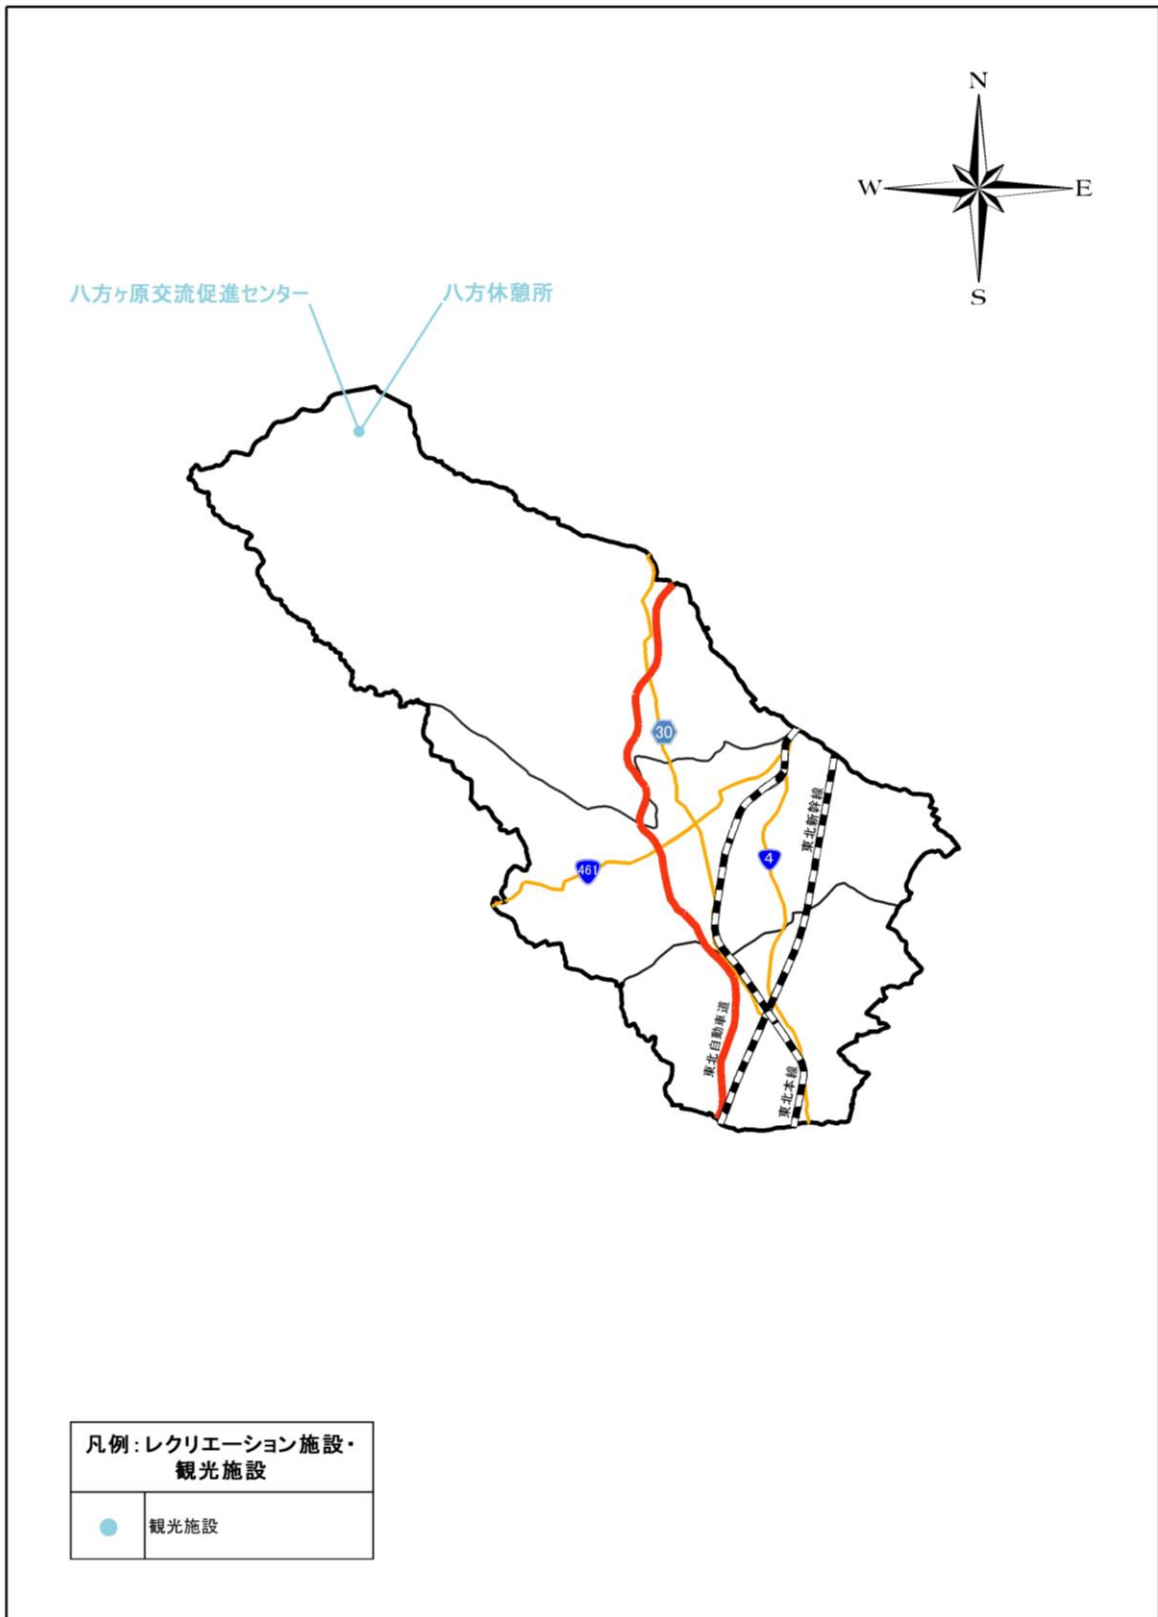 N
W
E
S
八方ヶ原交流促進センター
八方休憩所
30
東北新幹線
4
461
東北自動車道
東北本線
凡例:レクリエーション施設・
観光施設
観光施設